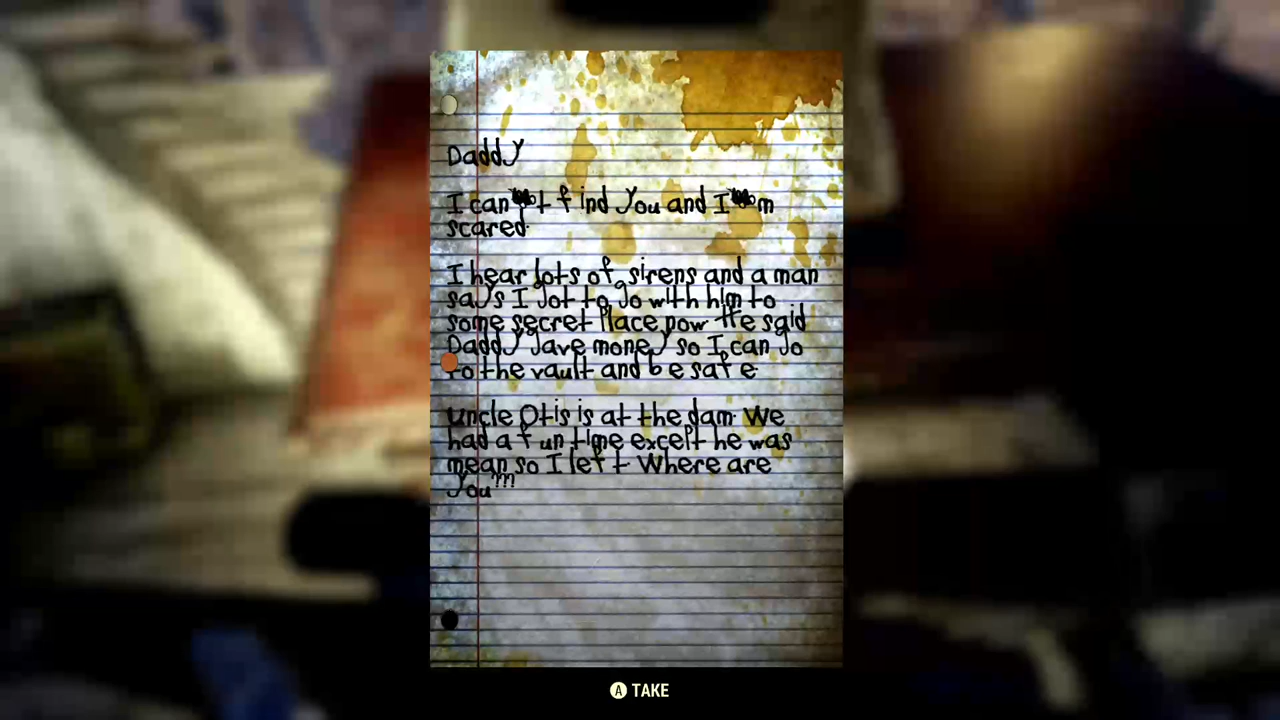 Daddy
I can t find you and I m
scared.
I hear lots of sirens and a man
says I got to go with him to
some secret place now He said
Daddy gave money so I can go
to the vault and be safe.
Uncle Otis is at the dam. We
had a fun time except he was
mean so I left Where are
you???
A TAKE